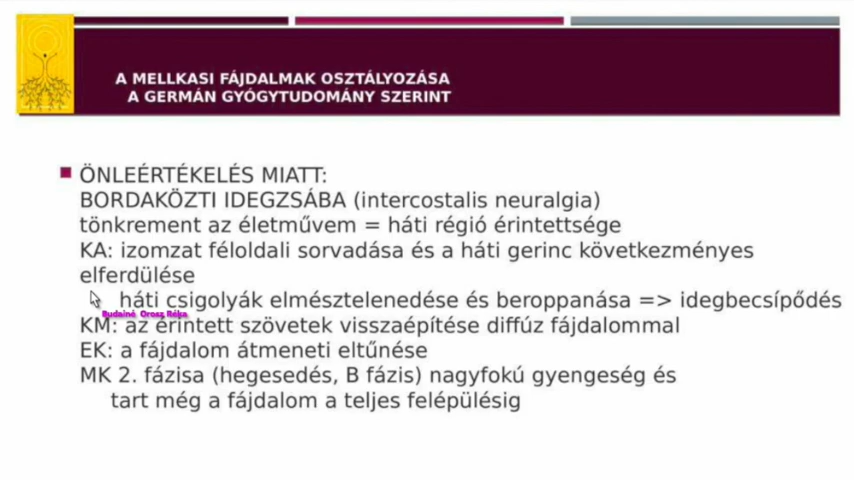 A MELLKASI FÁJDALMAK OSZTÁLYOZÁSA
A GERMÁN GYÓGYTUDOMÁNY SZERINT
ÖNLEÉRTÉKELÉS MIATT:
BORDAKÖZTI IDEGZSÁBA (intercostalis neuralgia)
tönkrement az életművem = háti régió érintettsége
KA: izomzat féloldali sorvadása és a háti gerinc következményes
elferdülése
háti csigolyák elmésztelenedése és beroppanása => idegbecsípődés
Budainé Orosz Réka
KM: az érintett szövetek visszaépítése diffúz fájdalommal
EK: a fájdalom átmeneti eltűnése
MK 2. fázisa (hegesedés, B fázis) nagyfokú gyengeség és
tart még a fájdalom a teljes felépülésig